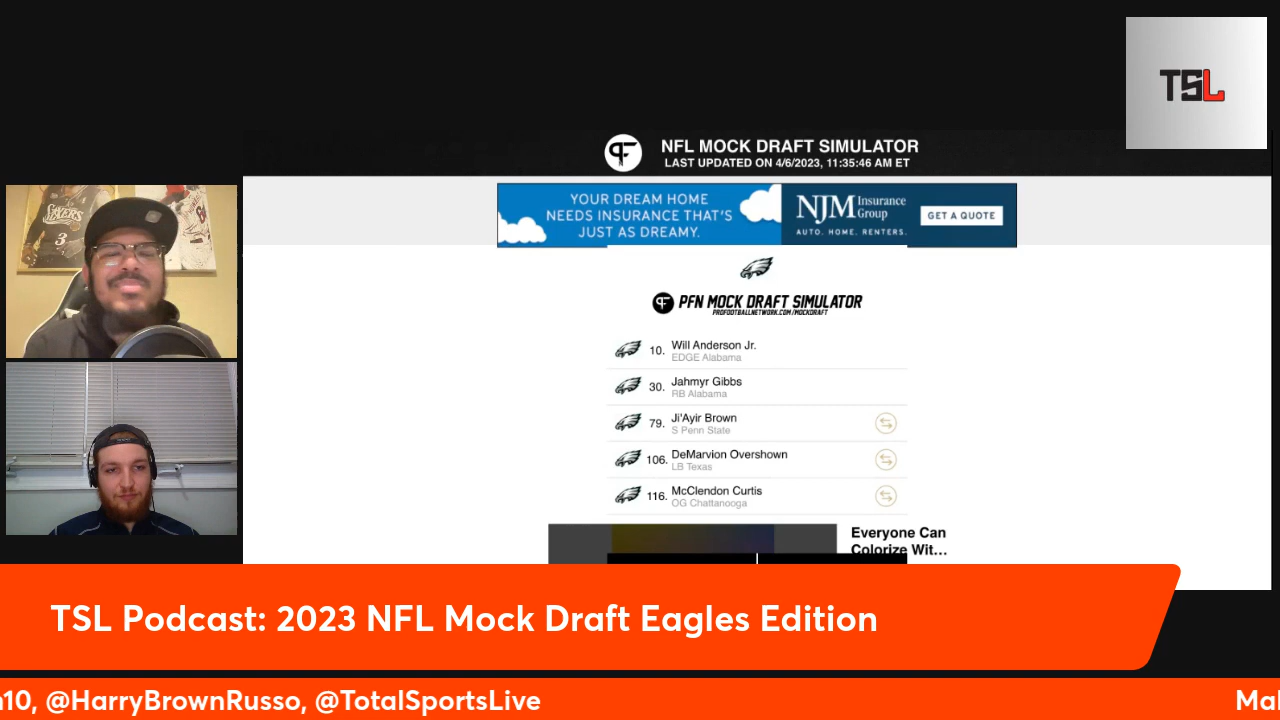 TSL
NFL MOCK DRAFT SIMULATOR
LAST UPDATED ON 4/6/2023, 11:35:46 AM ET
YOUR DREAM HOME
NEEDS INSURANCE THAT'S
JUST AS DREAMY.
NJM Insurance Group
AUTO. HOME. RENTERS.
GET A QUOTE
PFN MOCK DRAFT SIMULATOR
PROFOOTBALLNETWORK.COM/MOCKDRAFT
10. Will Anderson Jr.
EDGE Alabama
30. Jahmyr Gibbs
RB Alabama
79. Ji'Ayir Brown
S Penn State
106. DeMarvion Overshown
LB Texas
116. McClendon Curtis
OG Chattanooga
Everyone Can
Colorize Wit...
SIXERS
3
TSL Podcast: 2023 NFL Mock Draft Eagles Edition
10, @HarryBrownRusso, @TotalSportsLive